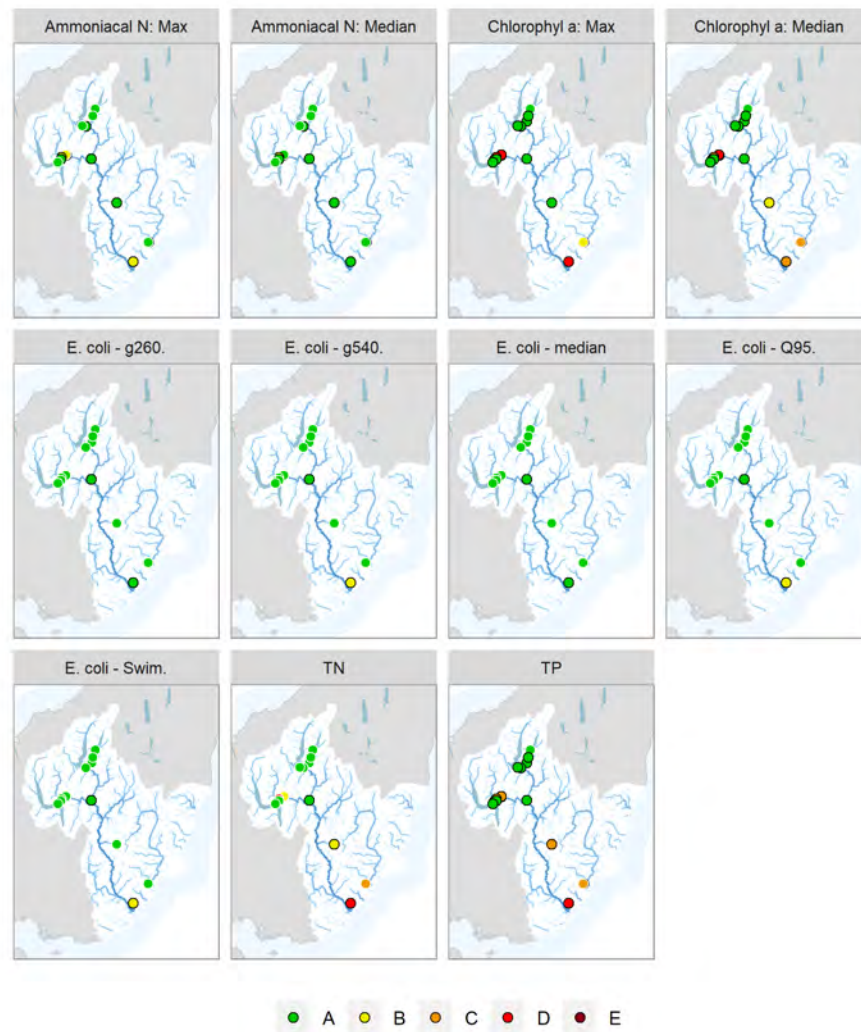 Ammoniacal N: Max
Ammoniacal N: Median
Chlorophyl a: Max
Chlorophyl a: Median
E. coli - g260.
E. coli - g540.
E. coli - median
E. coli - Q95.
E. coli - Swim.
TN
TP
A B C D E